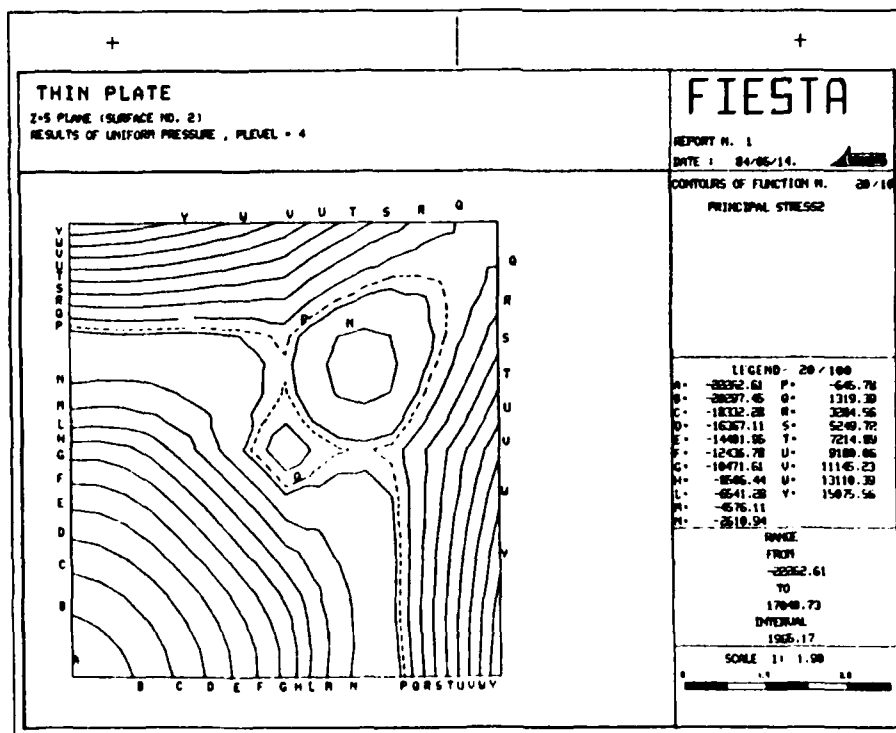 THIN PLATE
Z=5 PLANE (SURFACE NO. 2)
RESULTS OF UNIFORM PRESSURE , PLEVEL = 4
FIESTA
REPORT N. 1
DATE : 84/06/14.
CONTOURS OF FUNCTION N. 20/10
PRINCIPAL STRESS2
Y W V U T S R Q
Y
W
V
U
T
S
R
Q
P
N
M
L
H
G
F
E
D
C
B
A
N
Q
Q
R
S
T
U
V
W
Y
B C D E F G H L M N P Q R S T U V W Y
LEGEND- 20/100
A= -22262.61 P= -645.78
B= -20297.45 Q= 1319.39
C= -18332.28 R= 3284.56
D= -16367.11 S= 5249.72
E= -14401.95 T= 7214.89
F= -12436.78 U= 9180.06
G= -10471.61 V= 11145.23
H= -8506.44 W= 13110.39
L= -6541.28 Y= 15075.56
M= -4576.11
N= -2610.94
RANGE
FROM
-22262.61
TO
17040.73
INTERVAL
1965.17
SCALE 1: 1.90